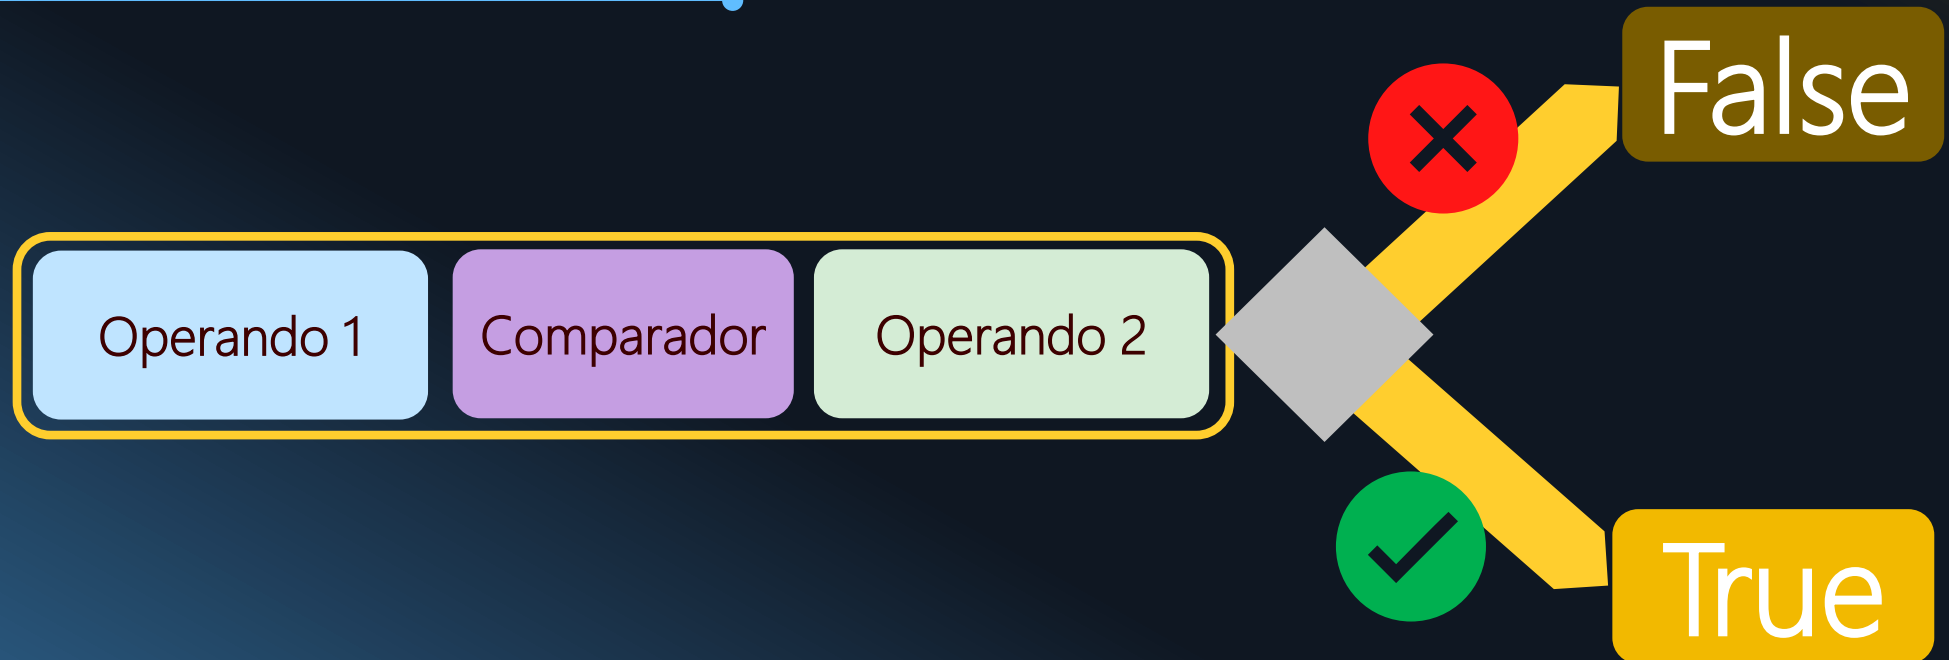 False
Operando 1
Comparador
Operando 2
True